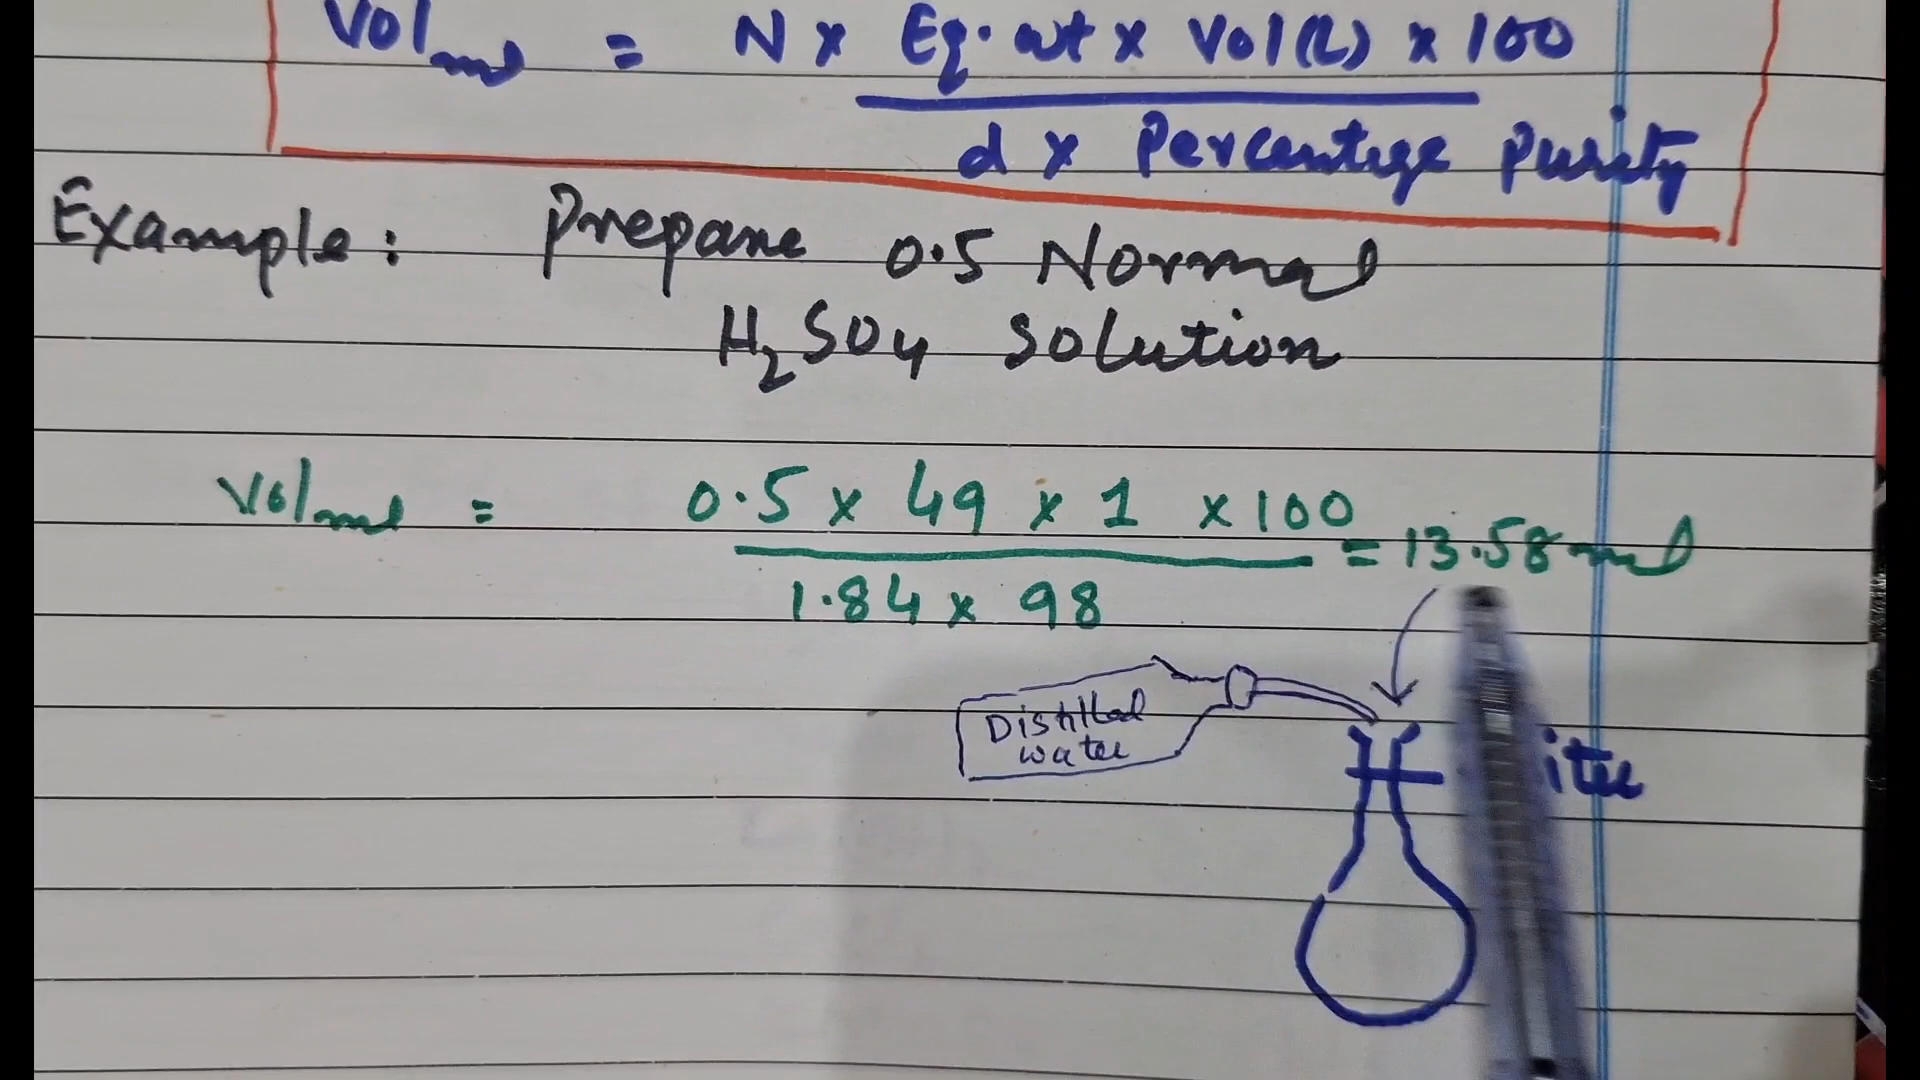 Vol ml = N x Eq. wt x Vol(L) x 100
d x Percentage Purity
Example: Prepare 0.5 Normal
H2SO4 Solution
Vol ml = 0.5 x 49 x 1 x 100 = 13.58 ml
1.84 x 98
Distilled
water